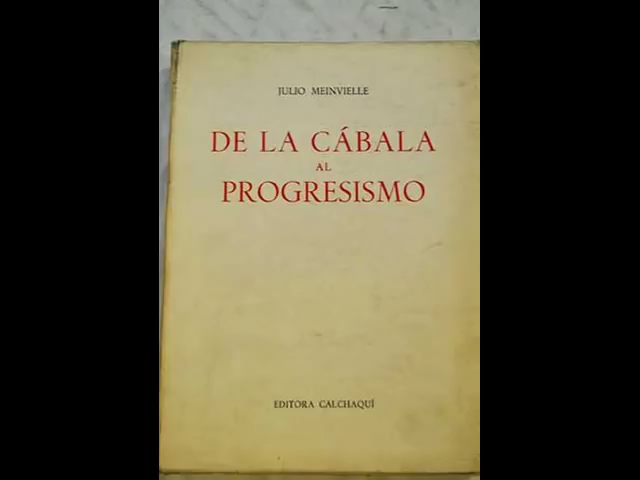 JULIO MEINVIELLE
DE LA CÁBALA
AL
PROGRESISMO
EDITORA CALCHAQUÍ